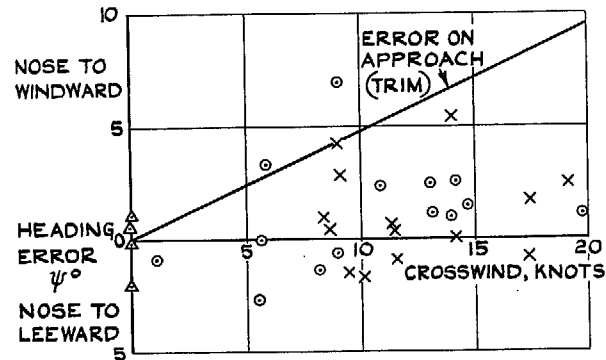 10
NOSE TO
WINDWARD
ERROR ON
APPROACH
(TRIM)
5
HEADING
ERROR
ψ°
0
5
10
15
20
CROSSWIND, KNOTS
NOSE TO
LEEWARD
5